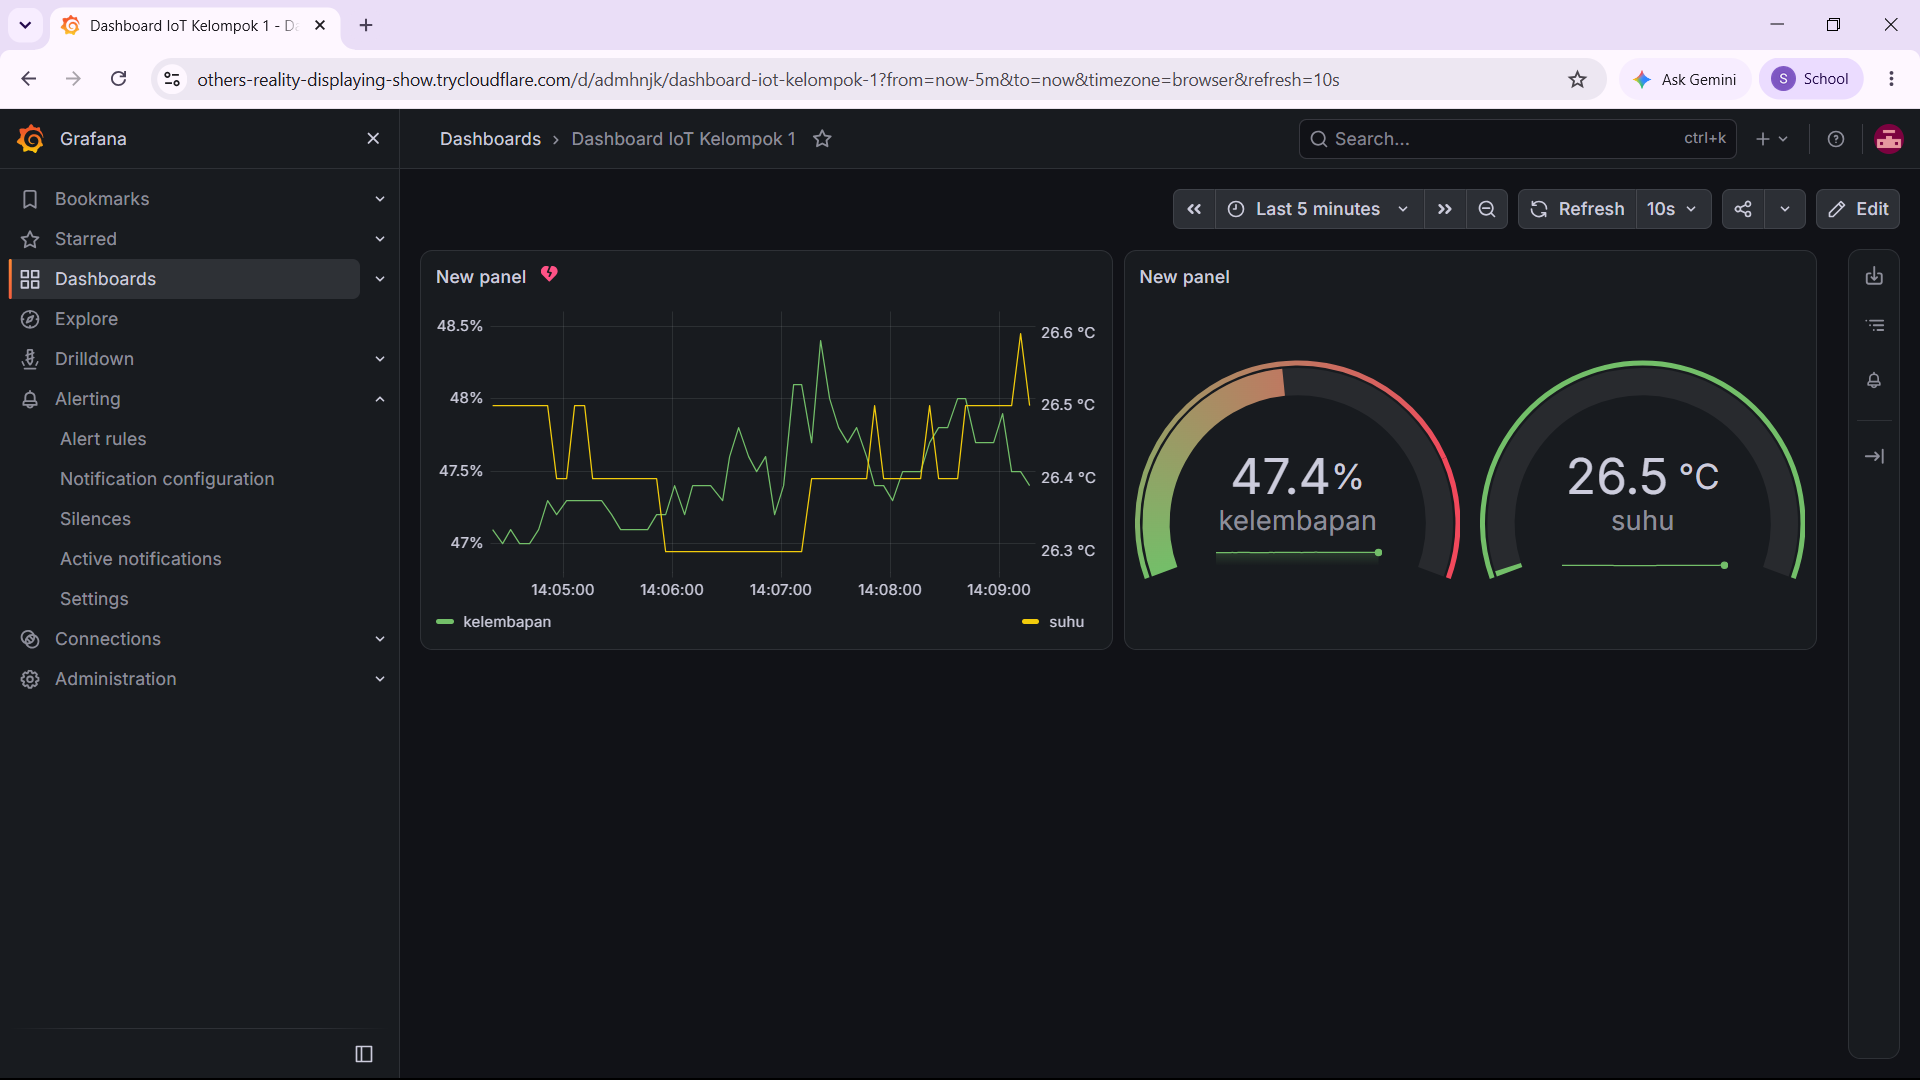 Dashboard IoT Kelompok 1 - Da
others-reality-displaying-show.trycloudflare.com/d/admhnjk/dashboard-iot-kelompok-1?from=now-5m&to=now&timezone=browser&refresh=10s
Ask Gemini
S School
Grafana
Dashboards › Dashboard IoT Kelompok 1
Search...
ctrl+k
Bookmarks
Starred
Dashboards
Explore
Drilldown
Alerting
Alert rules
Notification configuration
Silences
Active notifications
Settings
Connections
Administration
Last 5 minutes
Refresh
10s
Edit
New panel
48.5%
48%
47.5%
47%
26.6 °C
26.5 °C
26.4 °C
26.3 °C
14:05:00 14:06:00 14:07:00 14:08:00 14:09:00
kelembapan
suhu
New panel
47.4%
kelembapan
26.5 °C
suhu